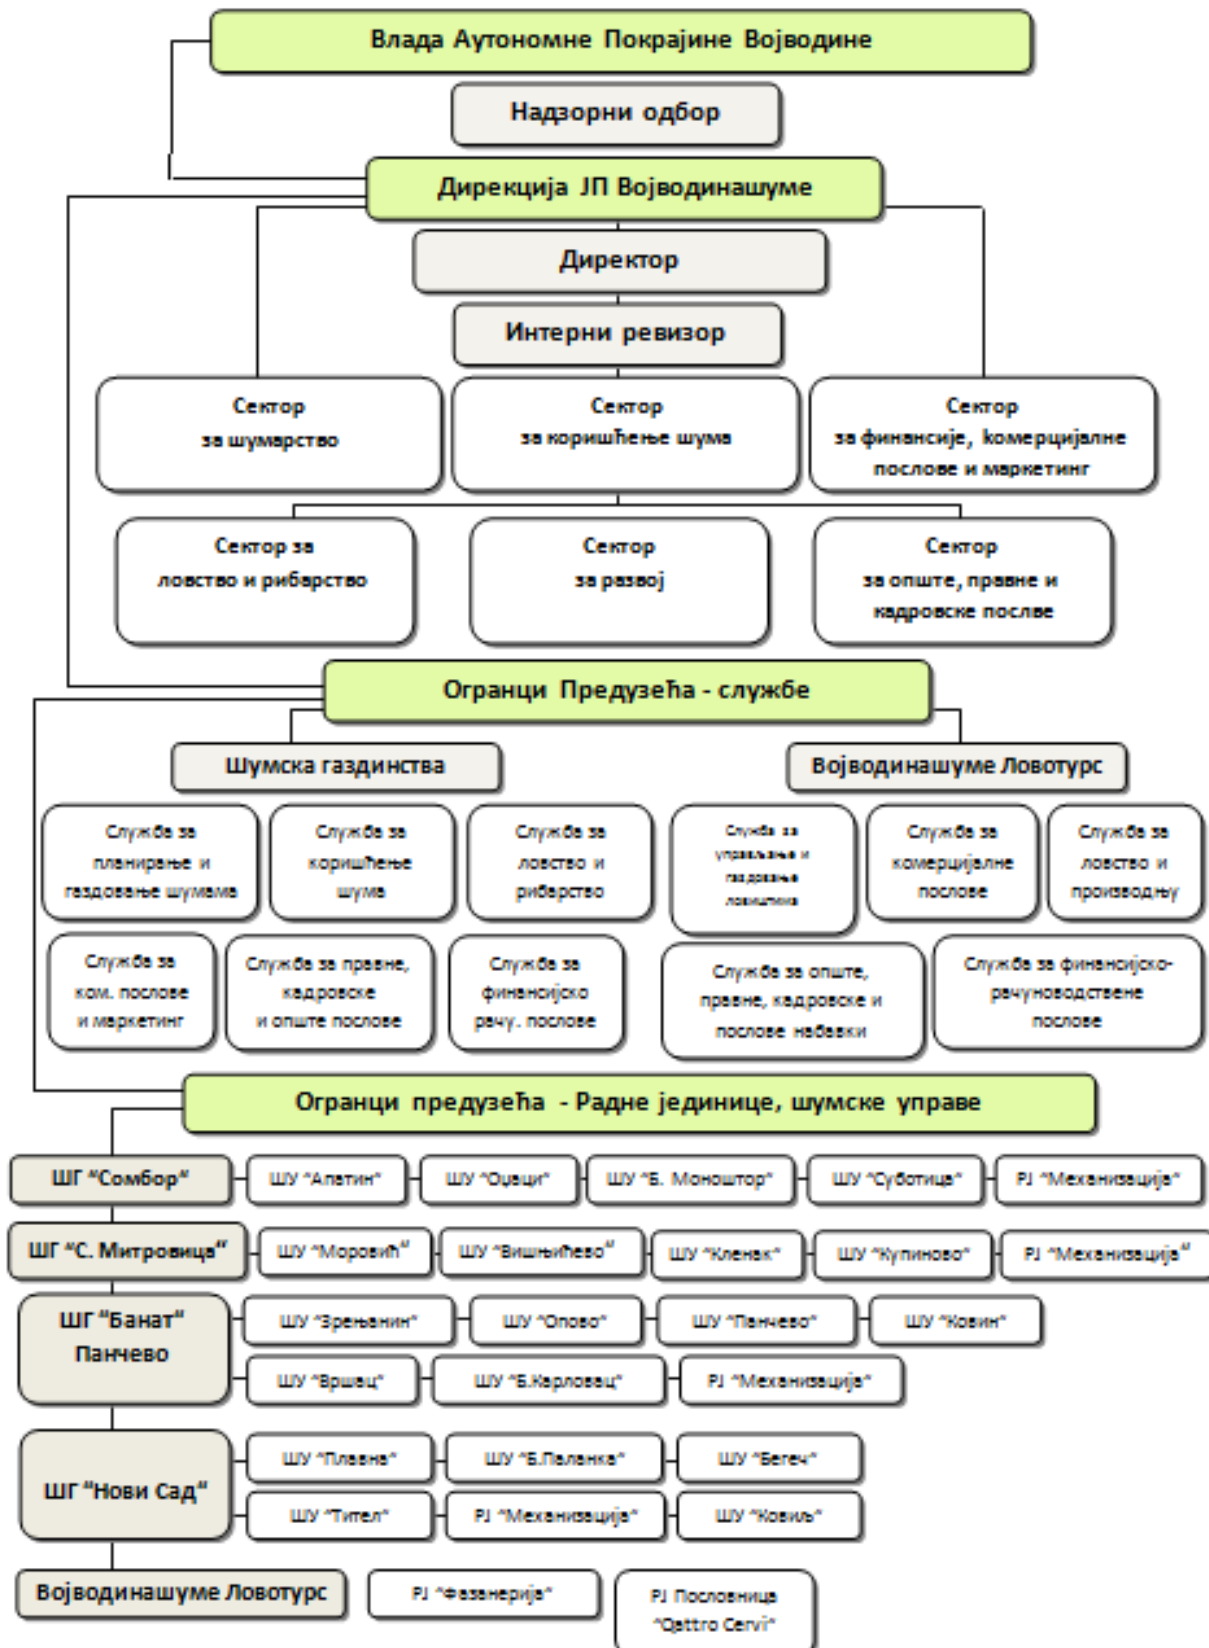 Влада Аутономне Покрајине Војводине
Надзорни одбор
Дирекција ЈП Војводинашуме
Директор
Интерни ревизор
Сектор
за шумарство
Сектор
за коришћење шума
Сектор
за финансије, комерцијалне
послове и маркетинг
Сектор за
ловство и рибарство
Сектор
за развој
Сектор
за опште, правне и
кадровске послве
Огранци Предузећа - службе
Шумска газдинства
Војводинашуме Ловотурс
Служба за
планирање и
газдовање шумама
Служба за
коришћење
шума
Служба за
ловство и
рибарство
Служба за
управљање и
газдовање
ловиштима
Служба за
комерцијалне
послове
Служба за
ловство и
производњу
Служба за
ком. послове
и маркетинг
Служба за правне,
кадровске
и опште послове
Служба за
финансијско
рачу. послове
Служба за опште,
правне, кадровске и
послове набавки
Служба за финансијско-
рачуноводствене
послове
Огранци предузећа - Радне јединице, шумске управе
ШГ “Сомбор“
ШУ “Апатин“
ШУ “Оџаци“
ШУ “Б. Моноштор“
ШУ “Суботица“
РЈ “Механизација“
ШГ “С. Митровица“
ШУ “Моровић“
ШУ “Вишњићево“
ШУ “Кленак“
ШУ “Купиново“
РЈ “Механизација“
ШГ “Банат“
Панчево
ШУ “Зрењанин“
ШУ “Опово“
ШУ “Панчево“
ШУ “Ковин“
ШУ “Вршац“
ШУ “Б.Карловац“
РЈ “Механизација“
ШГ “Нови Сад“
ШУ “Плавна“
ШУ “Б.Паланка“
ШУ “Бегеч“
ШУ “Тител“
РЈ “Механизација“
ШУ “Ковиљ“
Војводинашуме Ловотурс
РЈ “Фазанерија“
РЈ Пословница
“Qattro Cervi“